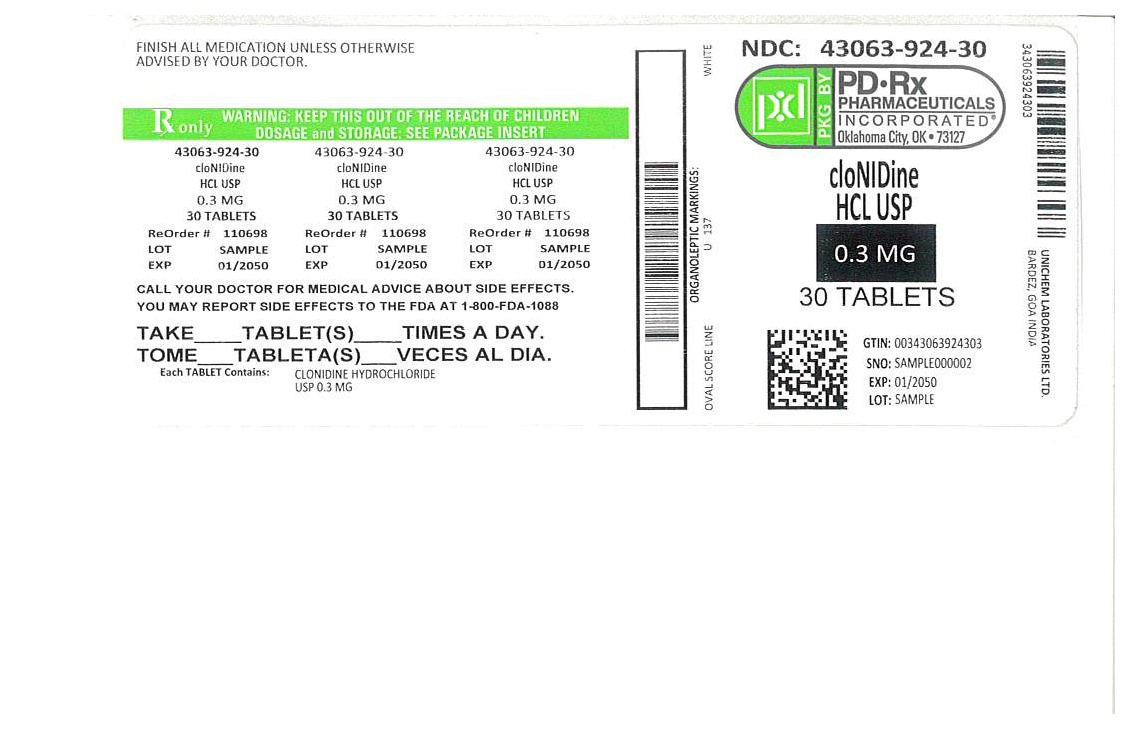 FINISH ALL MEDICATION UNLESS OTHERWISE
ADVISED BY YOUR DOCTOR.
Rx only
WARNING: KEEP THIS OUT OF THE REACH OF CHILDREN
DOSAGE and STORAGE: SEE PACKAGE INSERT
43063-924-30 43063-924-30 43063-924-30
cloNIDine cloNIDine cloNIDine
HCL USP HCL USP HCL USP
0.3 MG 0.3 MG 0.3 MG
30 TABLETS 30 TABLETS 30 TABLETS
ReOrder # 110698 ReOrder # 110698 ReOrder # 110698
LOT SAMPLE LOT SAMPLE LOT SAMPLE
EXP 01/2050 EXP 01/2050 EXP 01/2050
CALL YOUR DOCTOR FOR MEDICAL ADVICE ABOUT SIDE EFFECTS.
YOU MAY REPORT SIDE EFFECTS TO THE FDA AT 1-800-FDA-1088
TAKE____TABLET(S)____TIMES A DAY.
TOME___TABLETA(S)___VECES AL DIA.
Each TABLET Contains: CLONIDINE HYDROCHLORIDE
USP 0.3 MG
ORGANOLEPTIC MARKINGS:
OVAL SCORE LINE U 137 WHITE
NDC: 43063-924-30
pd
PKG BY
PD•Rx
PHARMACEUTICALS
INCORPORATED®
Oklahoma City, OK • 73127
cloNIDine
HCL USP
0.3 MG
30 TABLETS
GTIN: 00343063924303
SNO: SAMPLE000002
EXP: 01/2050
LOT: SAMPLE
343063924303
UNICHEM LABORATORIES LTD.
BARDEZ, GOA INDIA